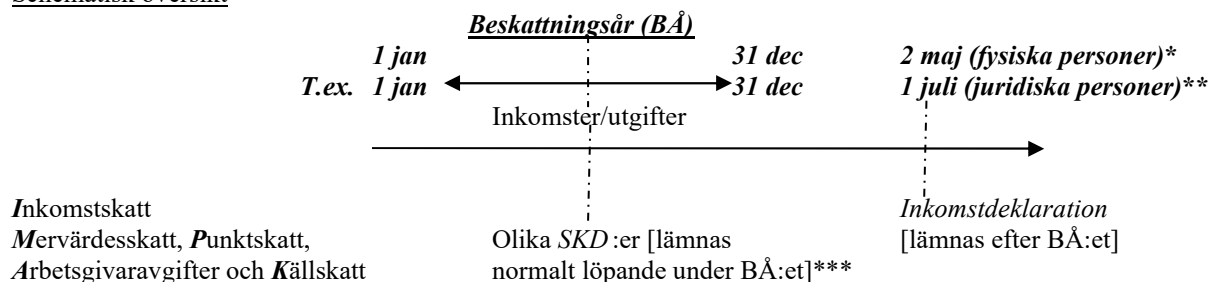 Schematisk översikt
Beskattningsår (BÅ)
1 jan 31 dec 2 maj (fysiska personer)*
T.ex. 1 jan 31 dec 1 juli (juridiska personer)**
Inkomster/utgifter
Inkomstskatt Inkomstdeklaration
Mervärdesskatt, Punktskatt, Olika SKD:er [lämnas [lämnas efter BÅ:et]
Arbetsgivaravgifter och Källskatt normalt löpande under BÅ:et]***